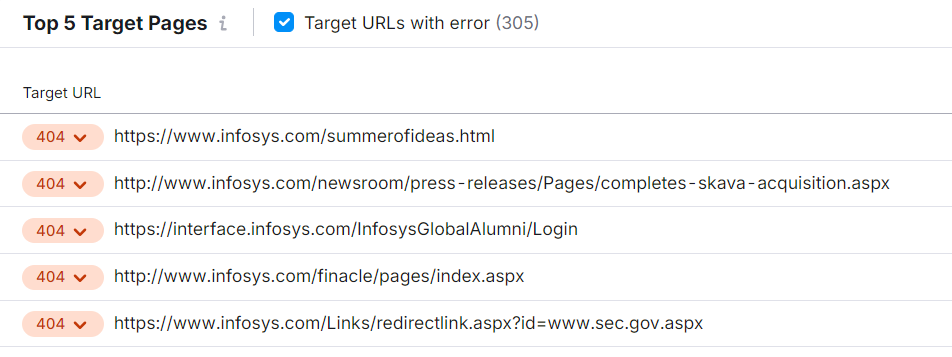 Top 5 Target Pages i Target URLs with error (305)
Target URL
404 https://www.infosys.com/summerofideas.html
404 http://www.infosys.com/newsroom/press-releases/Pages/completes-skava-acquisition.aspx
404 https://interface.infosys.com/InfosysGlobalAlumni/Login
404 http://www.infosys.com/finacle/pages/index.aspx
404 https://www.infosys.com/Links/redirectlink.aspx?id=www.sec.gov.aspx